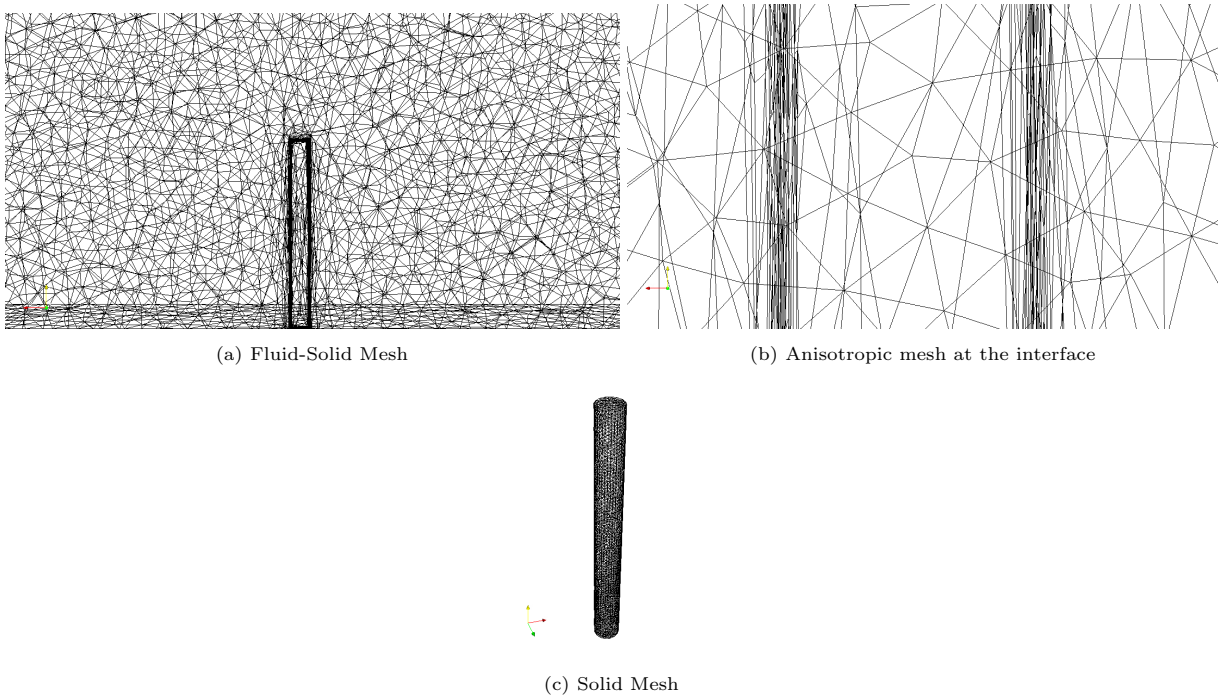 (a) Fluid-Solid Mesh
(b) Anisotropic mesh at the interface
(c) Solid Mesh